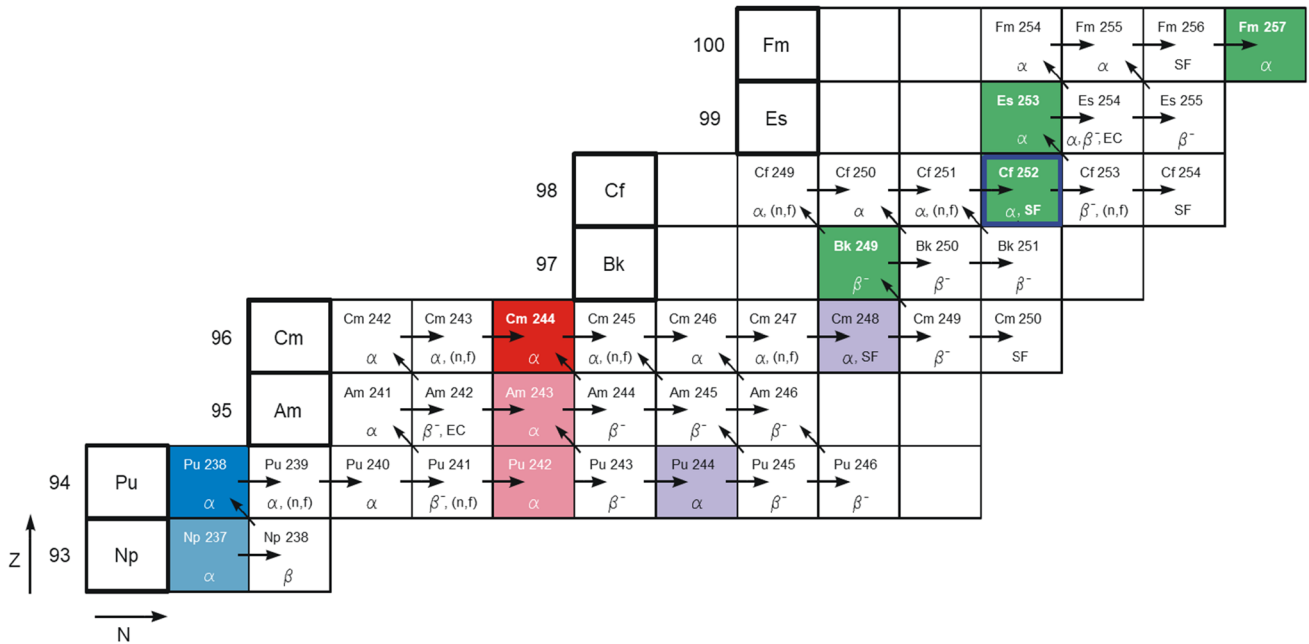 100 Fm Fm 254 Fm 255 Fm 256 Fm 257
α α SF α
99 Es Es 253 Es 254 Es 255
α α, β⁻, EC β⁻
98 Cf Cf 249 Cf 250 Cf 251 Cf 252 Cf 253 Cf 254
α, (n,f) α α, (n,f) α, SF β⁻, (n,f) SF
97 Bk Bk 249 Bk 250 Bk 251
β⁻ β⁻ β⁻
96 Cm Cm 242 Cm 243 Cm 244 Cm 245 Cm 246 Cm 247 Cm 248 Cm 249 Cm 250
α α, (n,f) α α, (n,f) α α, (n,f) α, SF β⁻ SF
95 Am Am 241 Am 242 Am 243 Am 244 Am 245 Am 246
α β⁻, EC α β⁻ β⁻ β⁻
94 Pu Pu 238 Pu 239 Pu 240 Pu 241 Pu 242 Pu 243 Pu 244 Pu 245 Pu 246
α α, (n,f) α β⁻, (n,f) α β⁻ α β⁻ β⁻
Z 93 Np Np 237 Np 238
α β
N